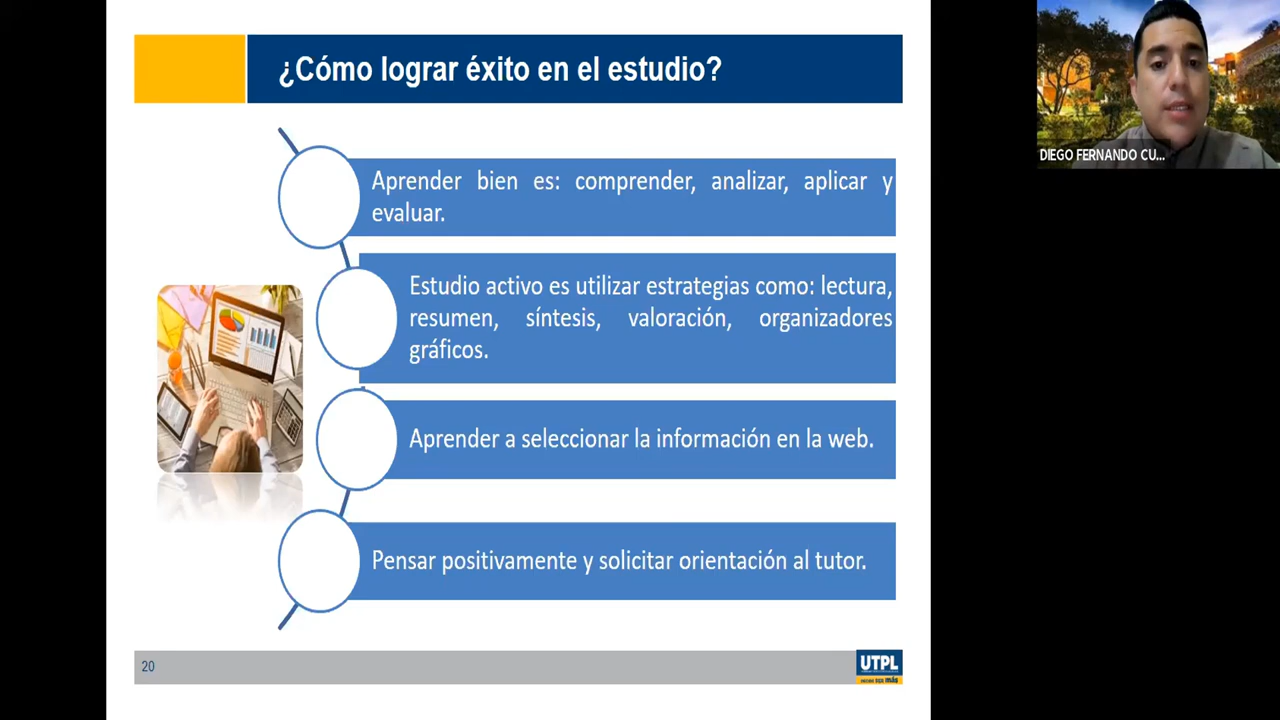 ¿Cómo lograr éxito en el estudio?
Aprender bien es: comprender, analizar, aplicar y
evaluar.
Estudio activo es utilizar estrategias como: lectura,
resumen, síntesis, valoración, organizadores
gráficos.
Aprender a seleccionar la información en la web.
Pensar positivamente y solicitar orientación al tutor.
20
UTPL
DIEGO FERNANDO CU...